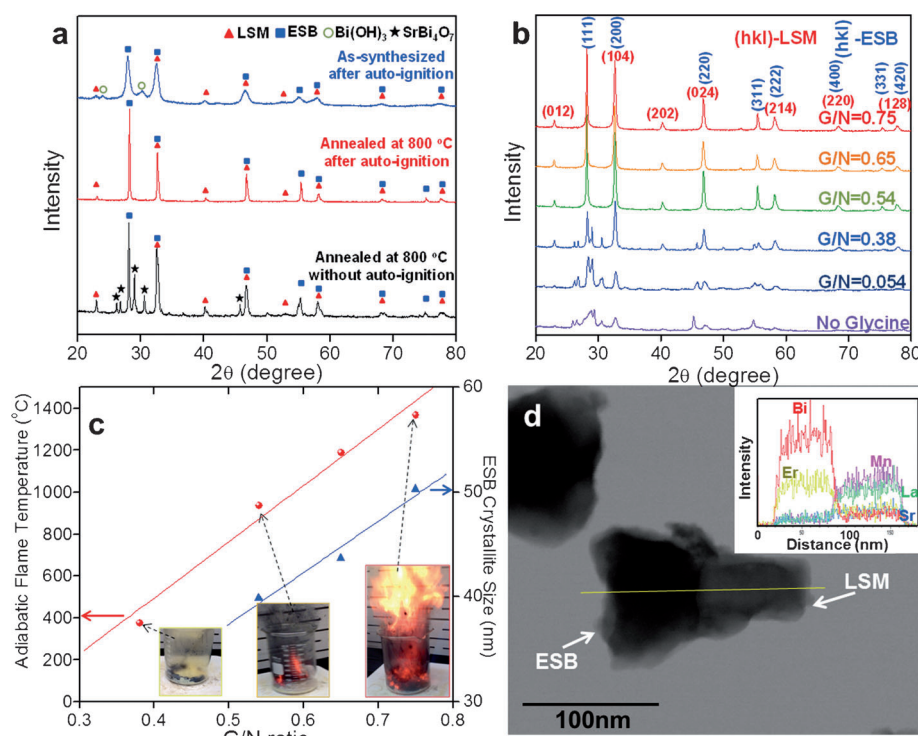 a
LSM ESB Bi(OH)3 SrBi4O7
As-synthesized
after auto-ignition
Annealed at 800 °C
after auto-ignition
Annealed at 800 °C
without auto-ignition
Intensity
20 30 40 50 60 70 80
2θ (degree)
b
(hkl)-LSM
(hkl)-ESB
(012)
(111)
(200)
(104)
(202)
(220)
(024)
(311)
(222)
(214)
(400)
(220)
(331)
(128)
(420)
G/N=0.75
G/N=0.65
G/N=0.54
G/N=0.38
G/N=0.054
No Glycine
Intensity
20 30 40 50 60 70 80
2θ (degree)
c
Adiabatic Flame Temperature (°C)
1400
1200
1000
800
600
400
200
0
0.3 0.4 0.5 0.6 0.7 0.8
G/N ratio
60
50
40
30
ESB Crystallite Size (nm)
d
Bi
Er
Mn
La
Sr
Intensity
0 50 100 150
Distance (nm)
LSM
ESB
100nm